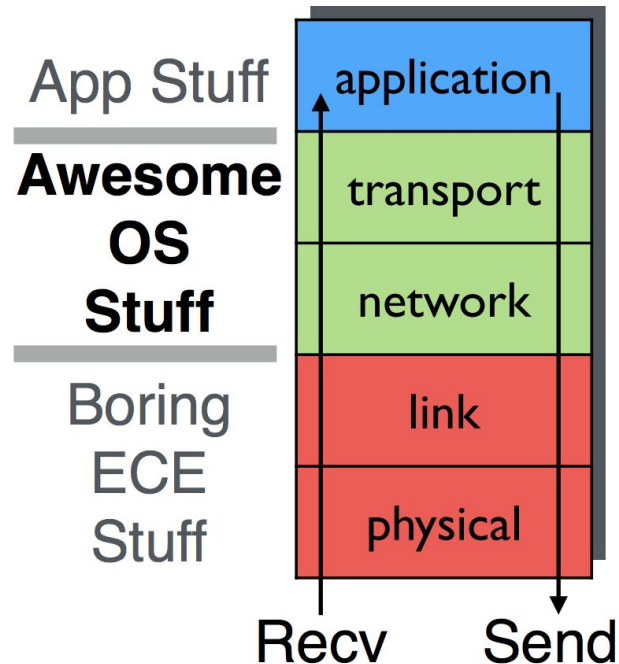 App Stuff
application
Awesome
OS
Stuff
transport
network
Boring
ECE
Stuff
link
physical
Recv
Send